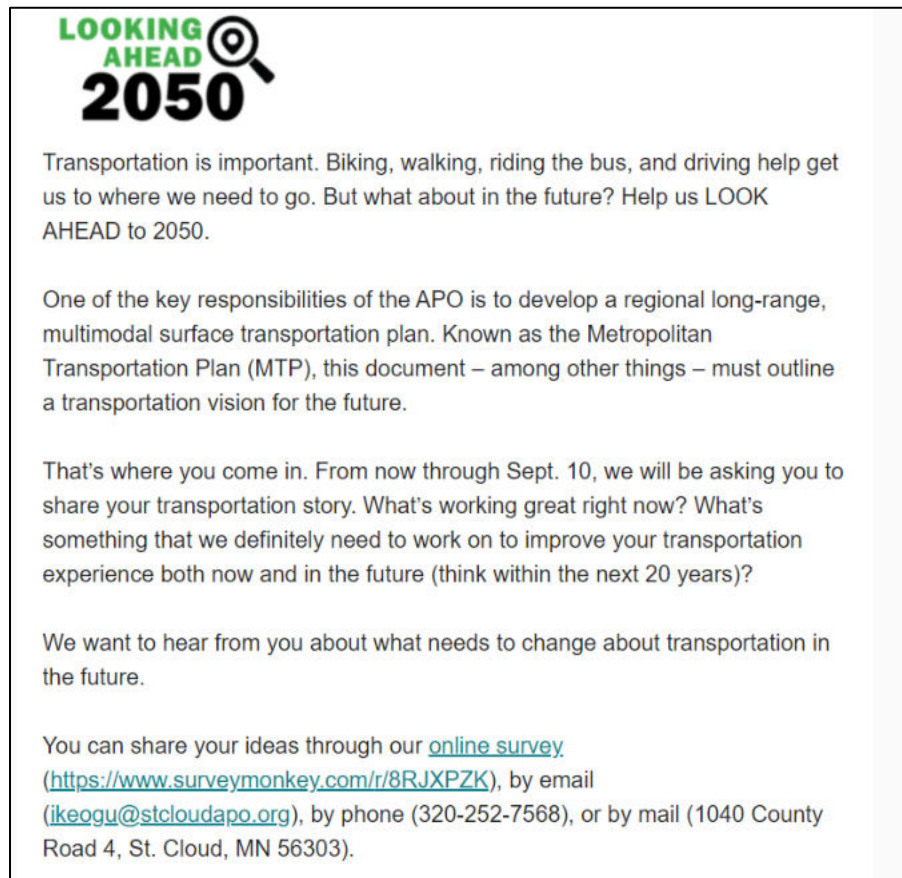 LOOKING
AHEAD
2050
Transportation is important. Biking, walking, riding the bus, and driving help get
us to where we need to go. But what about in the future? Help us LOOK
AHEAD to 2050.
One of the key responsibilities of the APO is to develop a regional long-range,
multimodal surface transportation plan. Known as the Metropolitan
Transportation Plan (MTP), this document – among other things – must outline
a transportation vision for the future.
That's where you come in. From now through Sept. 10, we will be asking you to
share your transportation story. What's working great right now? What's
something that we definitely need to work on to improve your transportation
experience both now and in the future (think within the next 20 years)?
We want to hear from you about what needs to change about transportation in
the future.
You can share your ideas through our online survey
(https://www.surveymonkey.com/r/8RJXPZK), by email
(ikeogu@stcloudapo.org), by phone (320-252-7568), or by mail (1040 County
Road 4, St. Cloud, MN 56303).